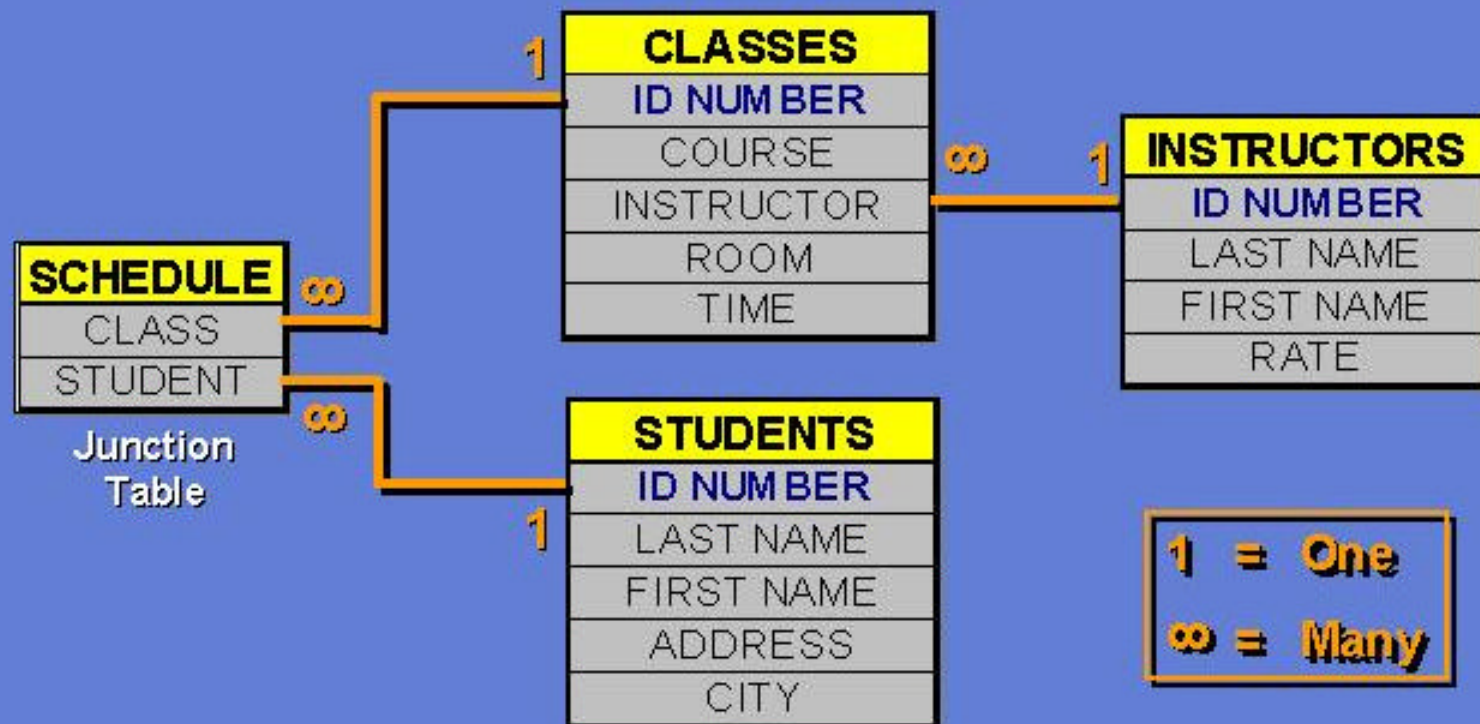 SCHEDULE
CLASS
STUDENT
Junction
Table
∞
∞
1
CLASSES
ID NUMBER
COURSE
INSTRUCTOR
ROOM
TIME
1
STUDENTS
ID NUMBER
LAST NAME
FIRST NAME
ADDRESS
CITY
∞
1
INSTRUCTORS
ID NUMBER
LAST NAME
FIRST NAME
RATE
1 = One
∞ = Many